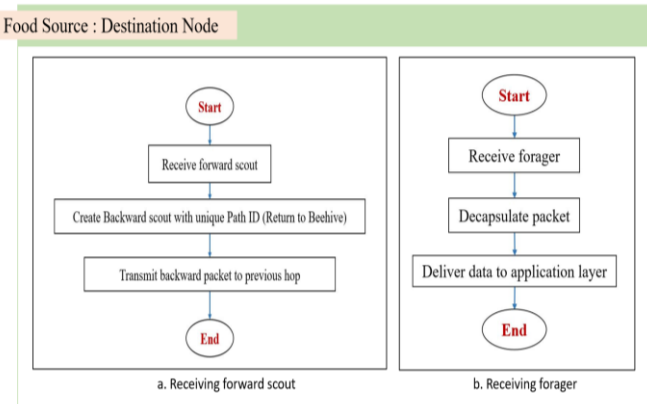 Food Source : Destination Node
Start
Receive forward scout
Create Backward scout with unique Path ID (Return to Beehive)
Transmit backward packet to previous hop
End
a. Receiving forward scout
Start
Receive forager
Decapsulate packet
Deliver data to application layer
End
b. Receiving forager